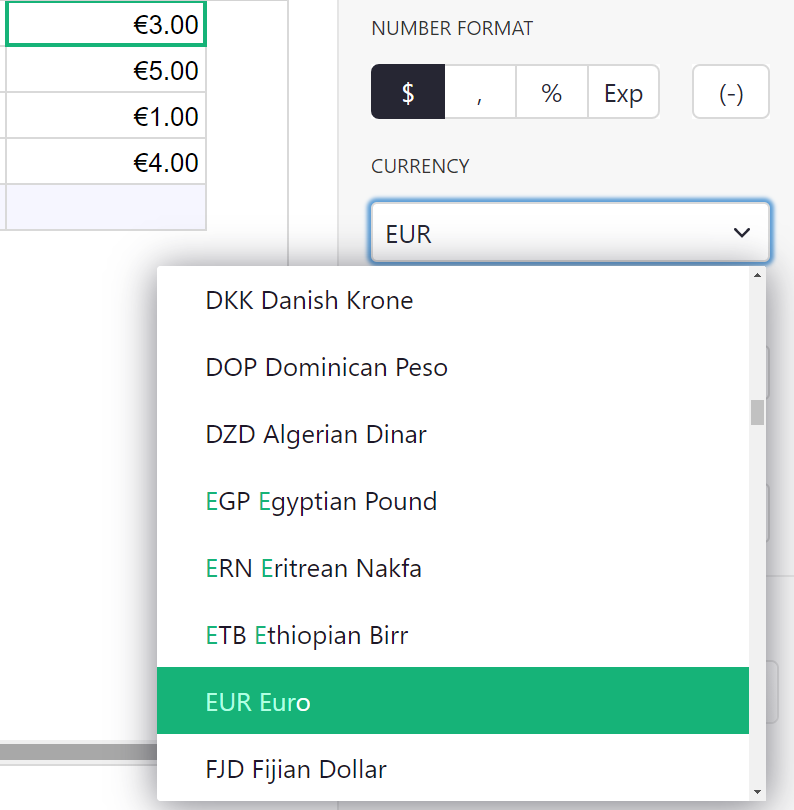 €3.00
€5.00
€1.00
€4.00
NUMBER FORMAT
$ , % Exp (-)
CURRENCY
EUR
DKK Danish Krone
DOP Dominican Peso
DZD Algerian Dinar
EGP Egyptian Pound
ERN Eritrean Nakfa
ETB Ethiopian Birr
EUR Euro
FJD Fijian Dollar